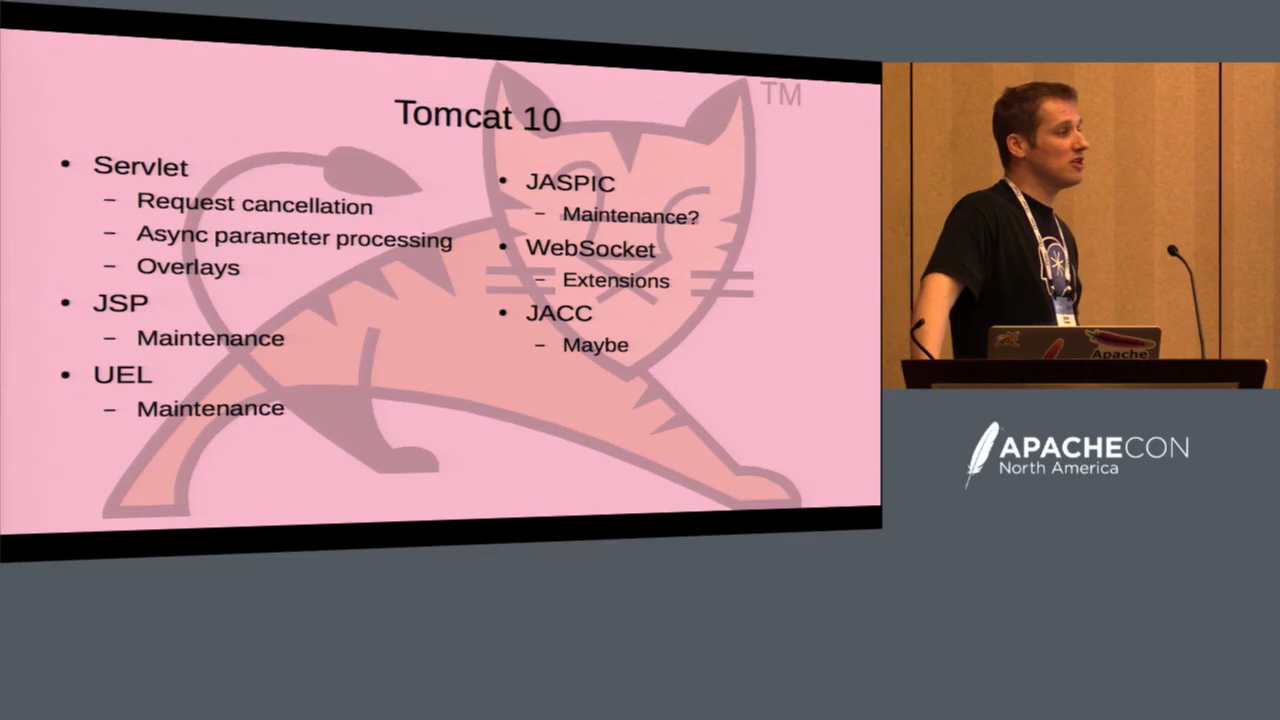 Tomcat 10
TM
• Servlet
– Request cancellation
– Async parameter processing
– Overlays
• JSP
– Maintenance
• UEL
– Maintenance
• JASPIC
– Maintenance?
• WebSocket
– Extensions
• JACC
– Maybe
Apache
APACHECON
North America